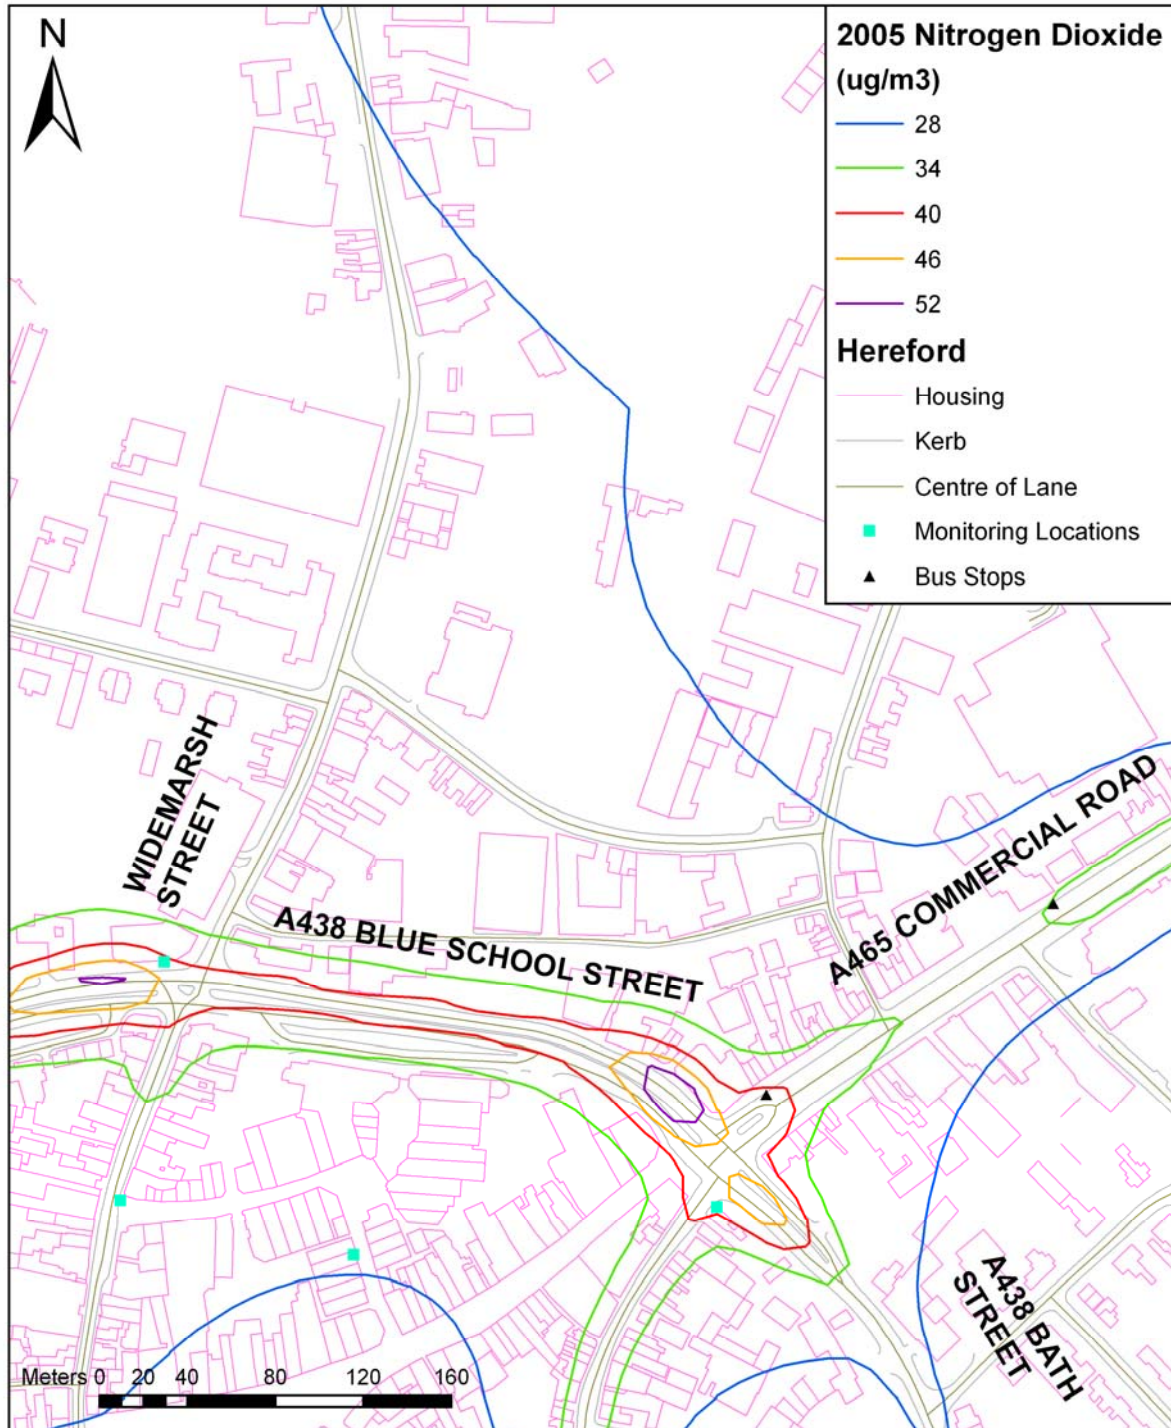 N
2005 Nitrogen Dioxide
(ug/m3)
28
34
40
46
52
Hereford
Housing
Kerb
Centre of Lane
Monitoring Locations
Bus Stops
WIDEMARSH
STREET
A438 BLUE SCHOOL STREET
A465 COMMERCIAL ROAD
A438 BATH
STREET
Meters 0 20 40 80 120 160